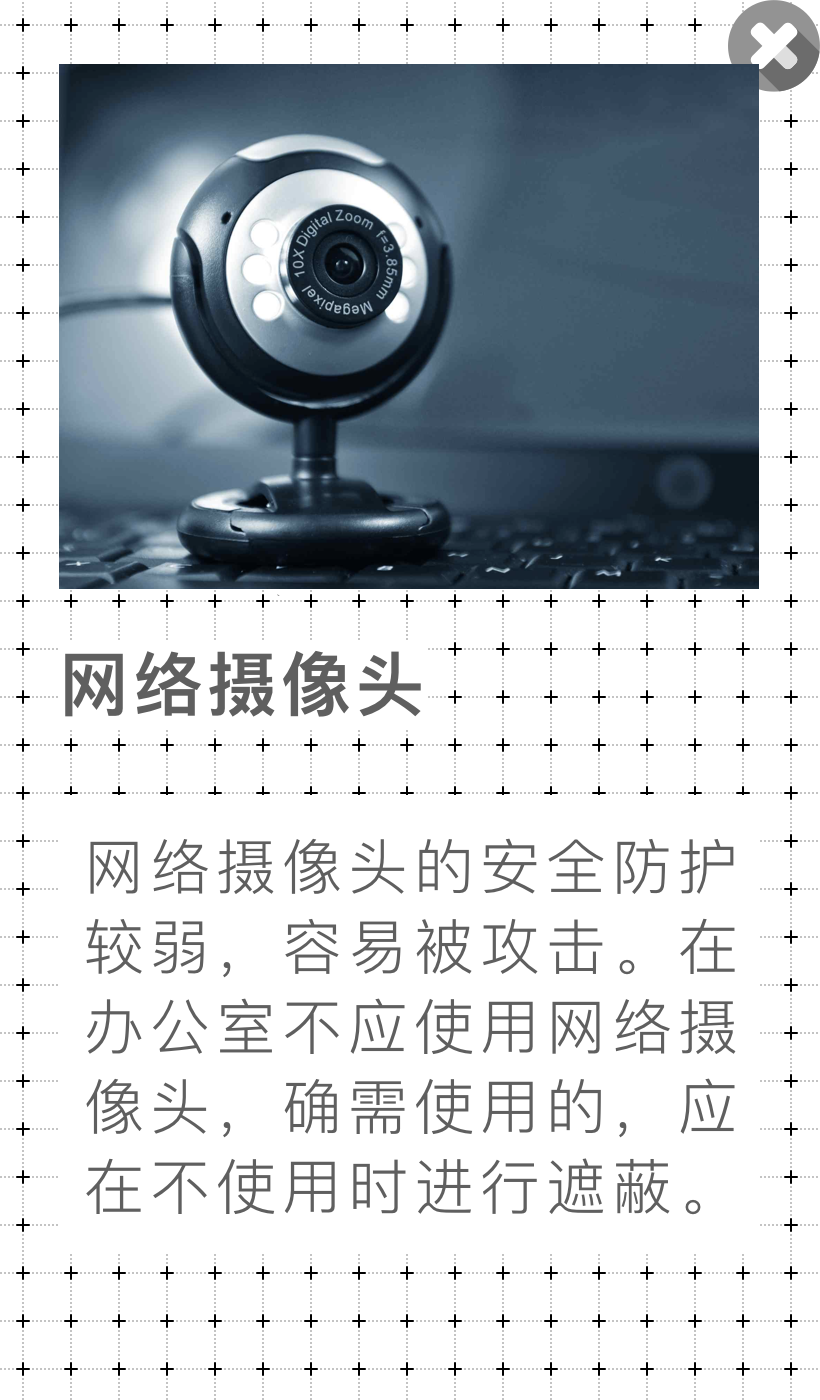 10X Digital Zoom f=3.85mm Megapixel
网络摄像头
网络摄像头的安全防护
较弱，容易被攻击。在
办公室不应使用网络摄
像头，确需使用的，应
在不使用时进行遮蔽。